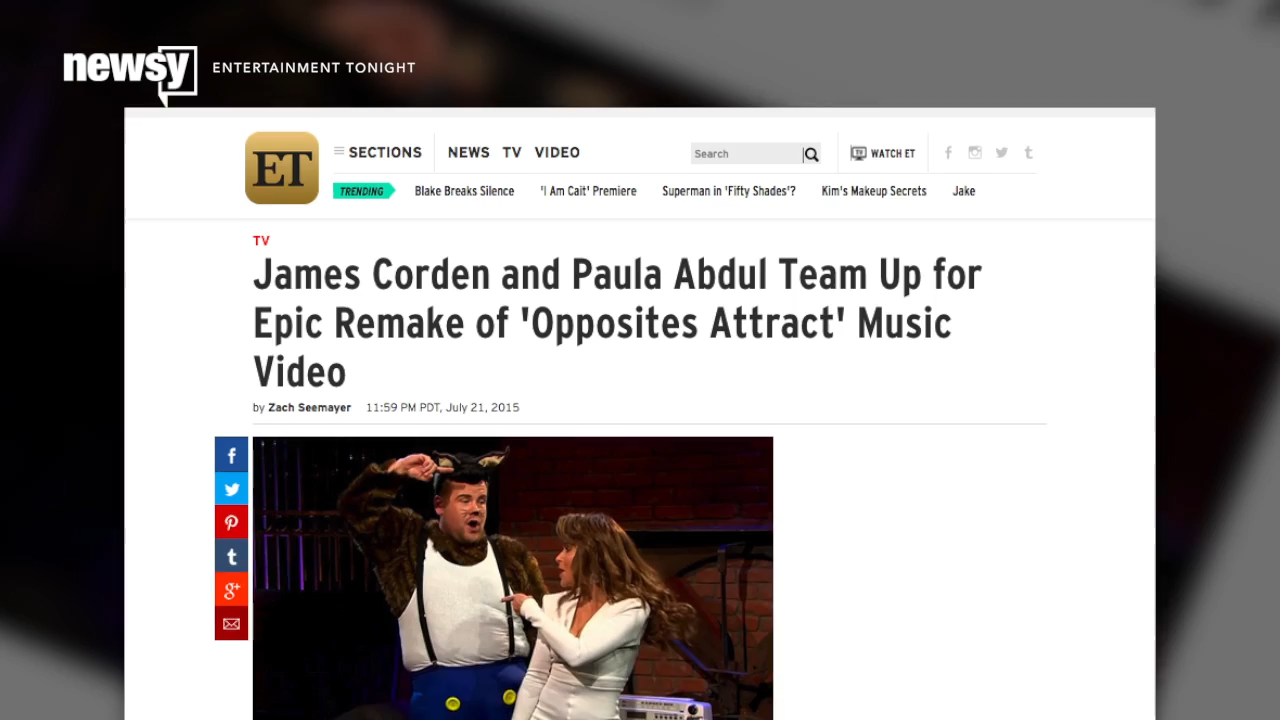 newsy ENTERTAINMENT TONIGHT
ET
SECTIONS NEWS TV VIDEO Search WATCH ET
TRENDING Blake Breaks Silence 'I Am Cait' Premiere Superman in 'Fifty Shades'? Kim's Makeup Secrets Jake
TV
James Corden and Paula Abdul Team Up for
Epic Remake of 'Opposites Attract' Music
Video
by Zach Seemayer 11:59 PM PDT, July 21, 2015